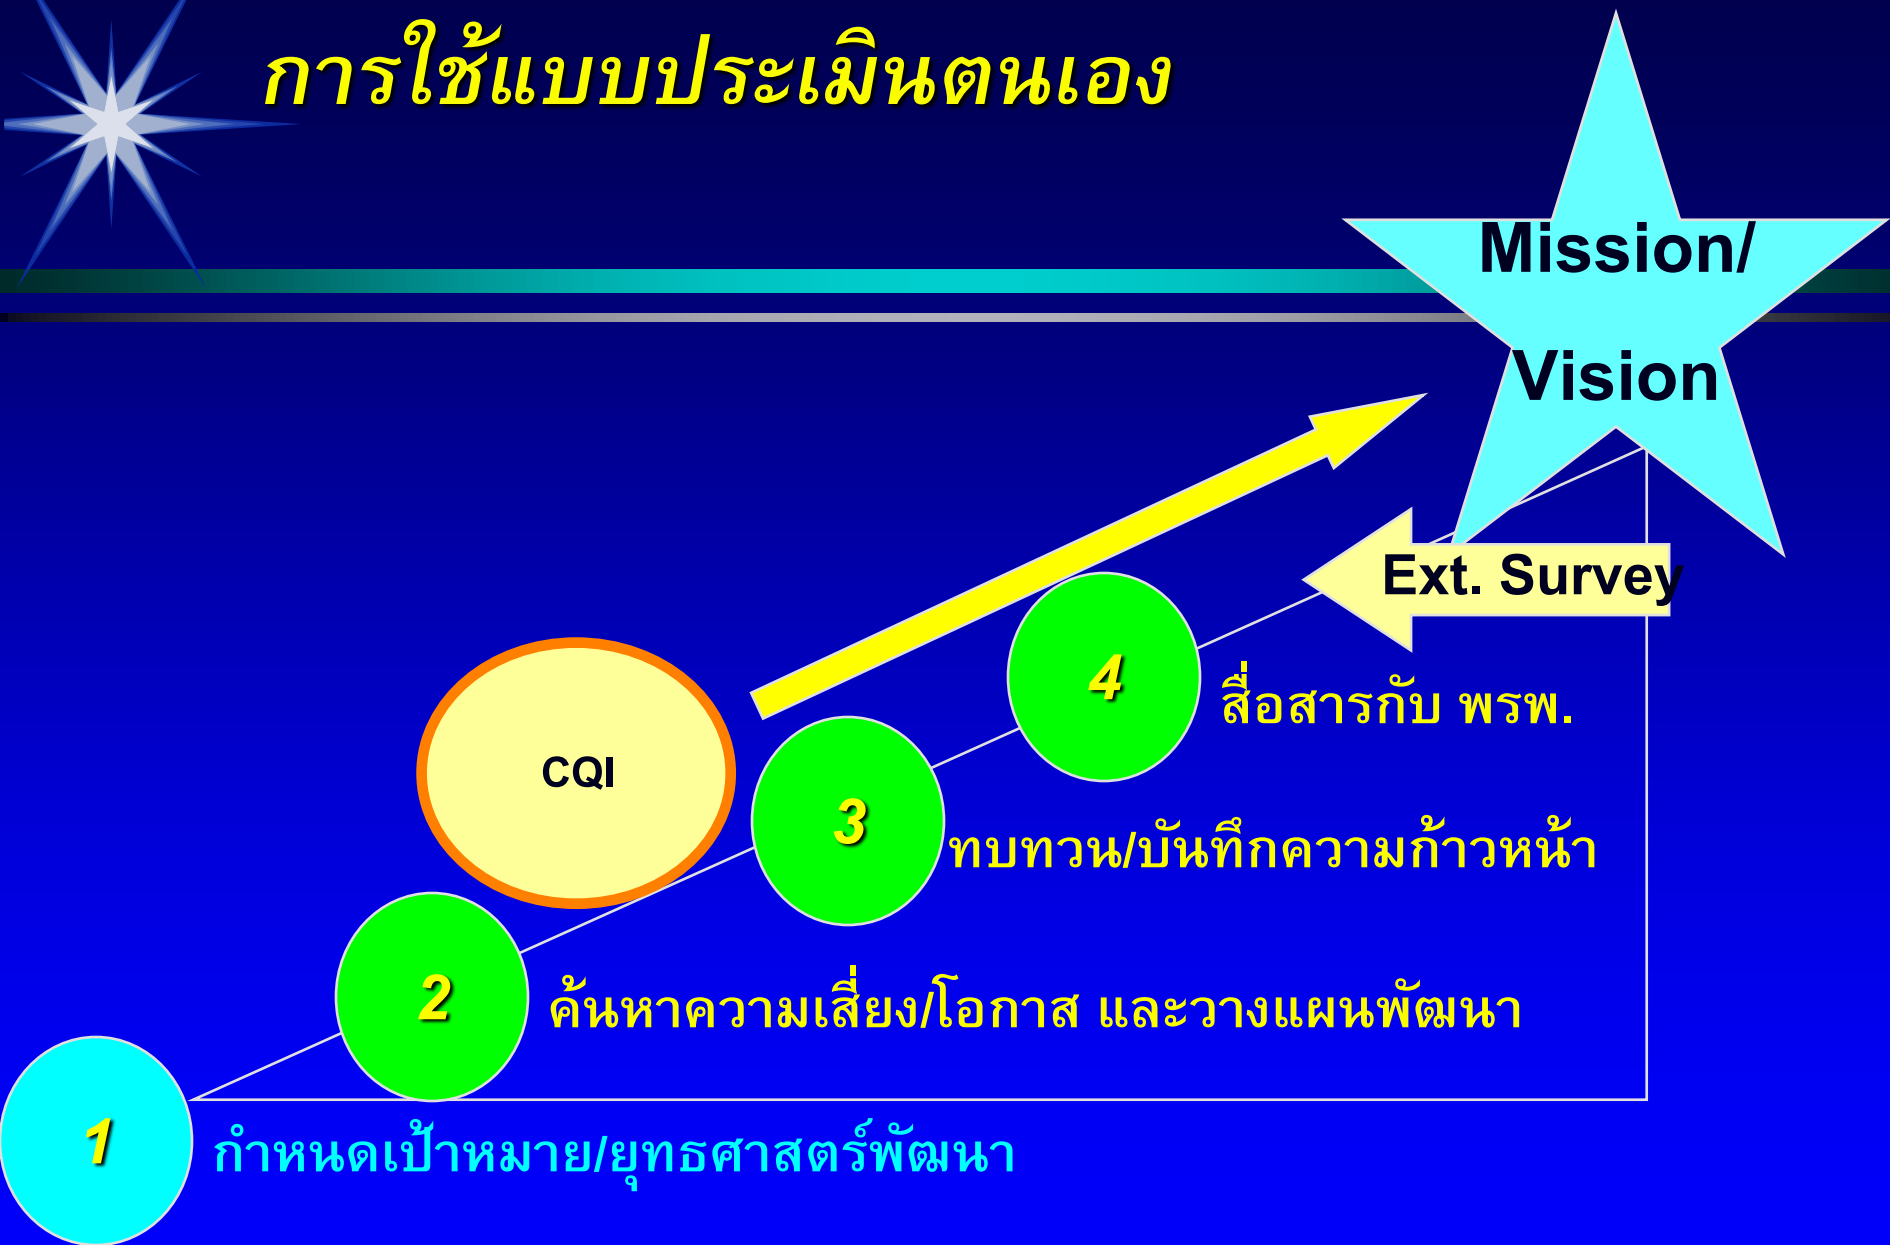 การใช้แบบประเมินตนเอง
Mission/
Vision
Ext. Survey
4
สื่อสารกับ พรพ.
CQI
3
ทบทวน/บันทึกความก้าวหน้า
2
ค้นหาความเสี่ยง/โอกาส และวางแผนพัฒนา
1
กำหนดเป้าหมาย/ยุทธศาสตร์พัฒนา